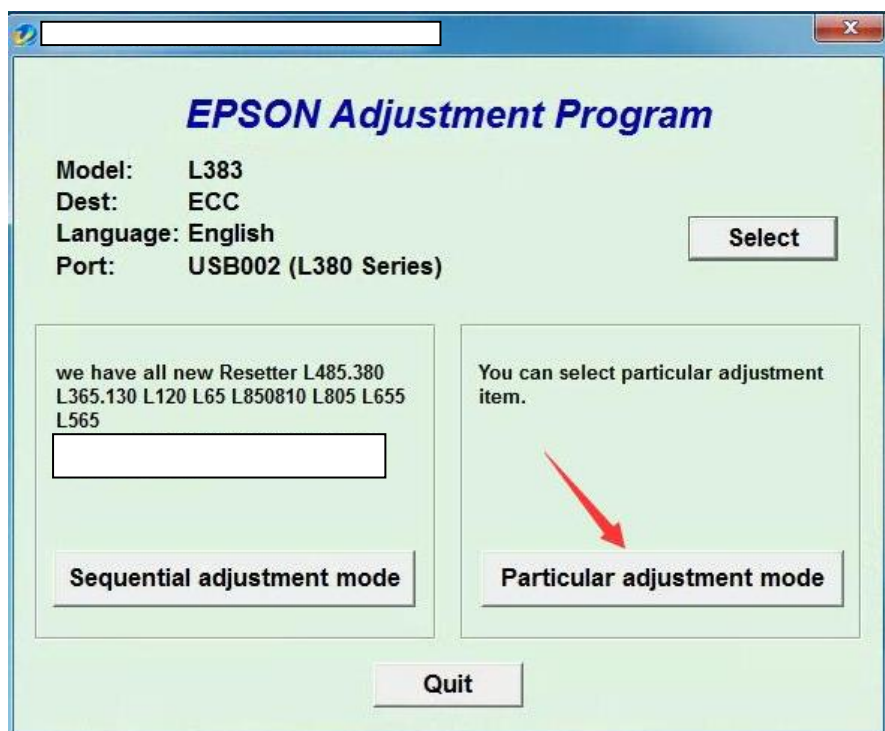 EPSON Adjustment Program
Model: L383
Dest: ECC
Language: English
Port: USB002 (L380 Series)
Select
we have all new Resetter L485.380
L365.130 L120 L65 L850810 L805 L655
L565
Sequential adjustment mode
You can select particular adjustment
item.
Particular adjustment mode
Quit